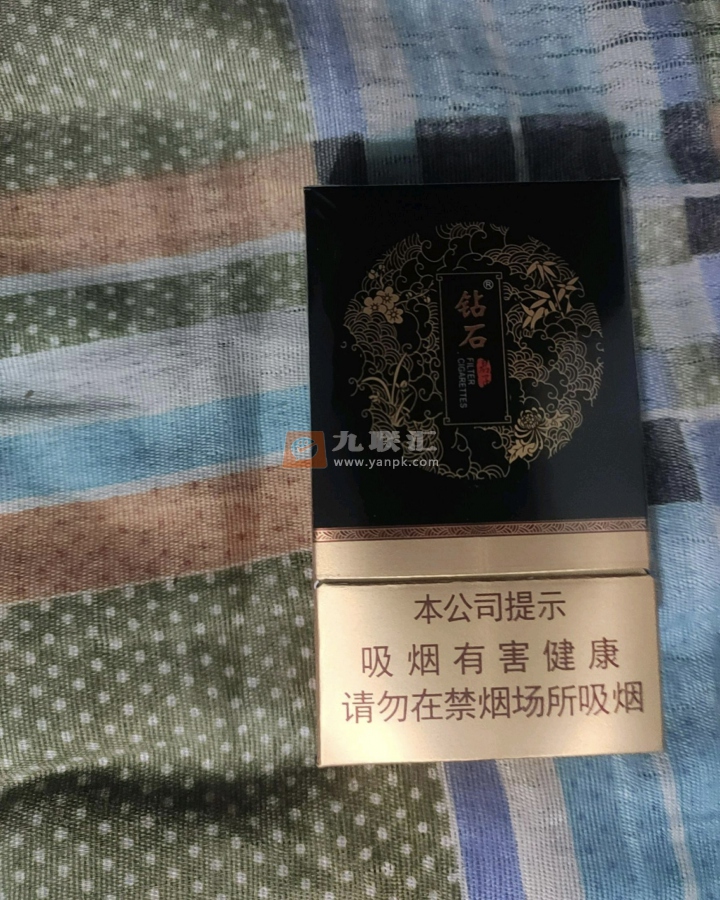 钻石
®
FILTER
CIGARETTES
九联汇
www.yanpk.com
本公司提示
吸烟有害健康
请勿在禁烟场所吸烟